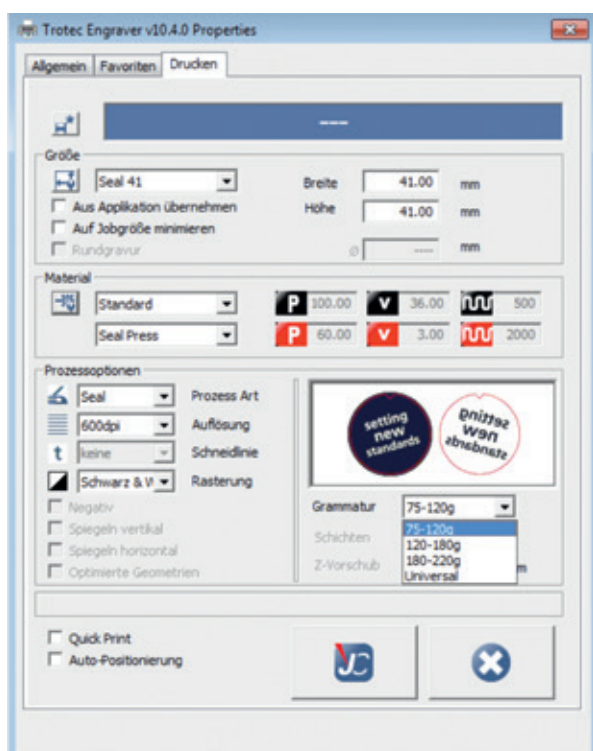 Trotec Engraver v10.4.0 Properties
Allgemein Favoriten Drucken
---
Größe
Seal 41 Breite 41.00 mm
Aus Applikation übernehmen Höhe 41.00 mm
Auf Jobgröße minimieren
Rundgravur Ø ---- mm
Material
Standard P 100.00 v 36.00 500
Seal Press P 60.00 v 3.00 2000
Prozessoptionen
Seal Prozess Art
600dpi Auflösung
t keine Schneidlinie
Schwarz & W Rasterung
Negativ
Spiegeln vertikal
Spiegeln horizontal
Optimierte Geometrien
setting
new
standards
setting
new
standards
Grammatur 75-120g
75-120g
120-180g
180-220g
Universal
Schichten
Z-Vorschub m
Quick Print
Auto-Positionierung
JC